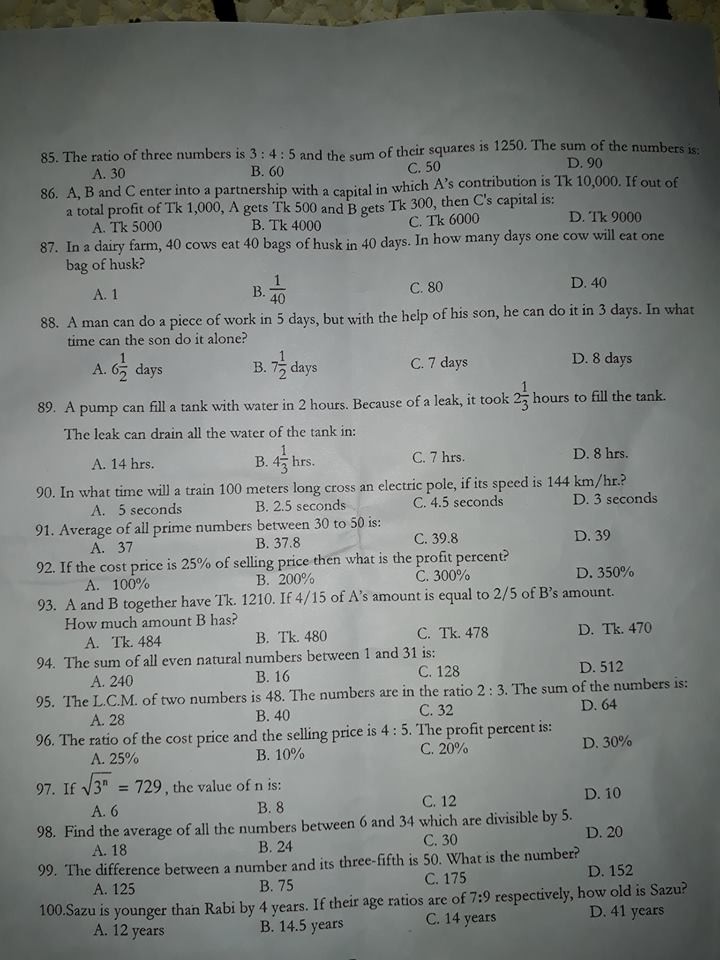 85. The ratio of three numbers is 3 : 4 : 5 and the sum of their squares is 1250. The sum of the numbers is:
A. 30 B. 60 C. 50 D. 90
86. A, B and C enter into a partnership with a capital in which A's contribution is Tk 10,000. If out of
a total profit of Tk 1,000, A gets Tk 500 and B gets Tk 300, then C's capital is:
A. Tk 5000 B. Tk 4000 C. Tk 6000 D. Tk 9000
87. In a dairy farm, 40 cows eat 40 bags of husk in 40 days. In how many days one cow will eat one
bag of husk?
A. 1 B. 1/40 C. 80 D. 40
88. A man can do a piece of work in 5 days, but with the help of his son, he can do it in 3 days. In what
time can the son do it alone?
A. 6 1/2 days B. 7 1/2 days C. 7 days D. 8 days
89. A pump can fill a tank with water in 2 hours. Because of a leak, it took 2 1/3 hours to fill the tank.
The leak can drain all the water of the tank in:
A. 14 hrs. B. 4 1/3 hrs. C. 7 hrs. D. 8 hrs.
90. In what time will a train 100 meters long cross an electric pole, if its speed is 144 km/hr.?
A. 5 seconds B. 2.5 seconds C. 4.5 seconds D. 3 seconds
91. Average of all prime numbers between 30 to 50 is:
A. 37 B. 37.8 C. 39.8 D. 39
92. If the cost price is 25% of selling price then what is the profit percent?
A. 100% B. 200% C. 300% D. 350%
93. A and B together have Tk. 1210. If 4/15 of A's amount is equal to 2/5 of B's amount.
How much amount B has?
A. Tk. 484 B. Tk. 480 C. Tk. 478 D. Tk. 470
94. The sum of all even natural numbers between 1 and 31 is:
A. 240 B. 16 C. 128 D. 512
95. The L.C.M. of two numbers is 48. The numbers are in the ratio 2 : 3. The sum of the numbers is:
A. 28 B. 40 C. 32 D. 64
96. The ratio of the cost price and the selling price is 4 : 5. The profit percent is:
A. 25% B. 10% C. 20% D. 30%
97. If √3ⁿ = 729, the value of n is:
A. 6 B. 8 C. 12 D. 10
98. Find the average of all the numbers between 6 and 34 which are divisible by 5.
A. 18 B. 24 C. 30 D. 20
99. The difference between a number and its three-fifth is 50. What is the number?
A. 125 B. 75 C. 175 D. 152
100.Sazu is younger than Rabi by 4 years. If their age ratios are of 7:9 respectively, how old is Sazu?
A. 12 years B. 14.5 years C. 14 years D. 41 years